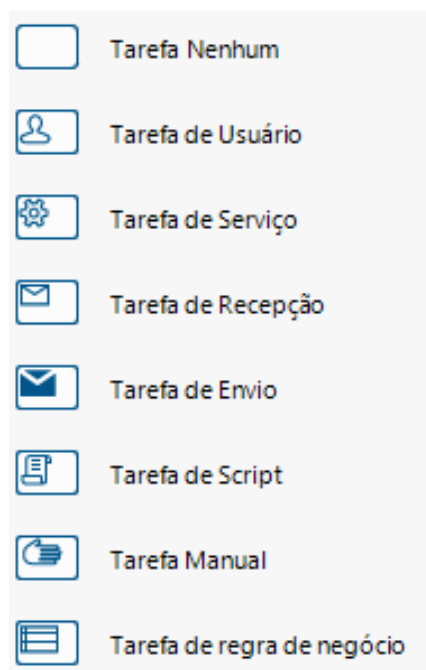 Tarefa Nenhum
Tarefa de Usuário
Tarefa de Serviço
Tarefa de Recepção
Tarefa de Envio
Tarefa de Script
Tarefa Manual
Tarefa de regra de negócio